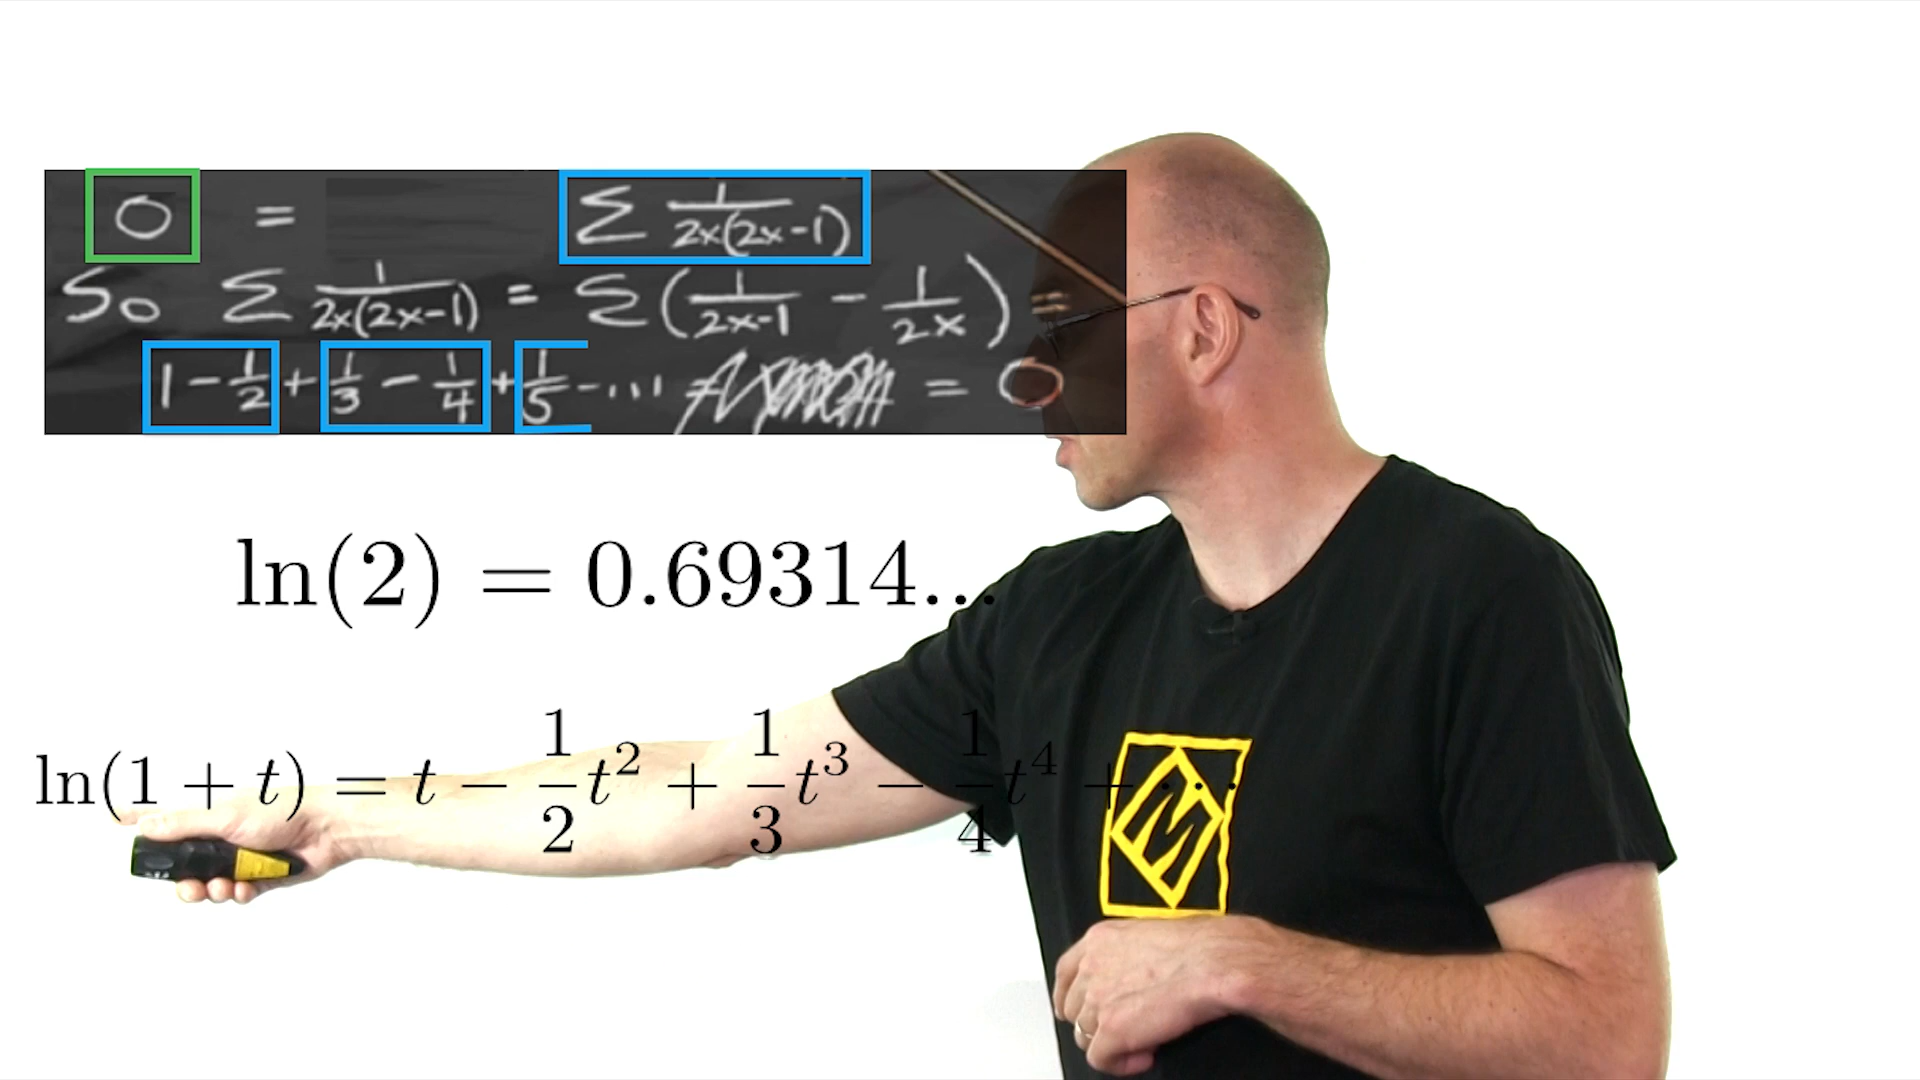 0 = Σ 1/(2x(2x-1))
So Σ 1/(2x(2x-1)) = Σ(1/(2x-1) - 1/(2x)) =
1 - 1/2 + 1/3 - 1/4 + 1/5 - ... = 0
ln(2) = 0.69314...
ln(1 + t) = t - 1/2 t² + 1/3 t³ - 1/4 t⁴ + ...
M